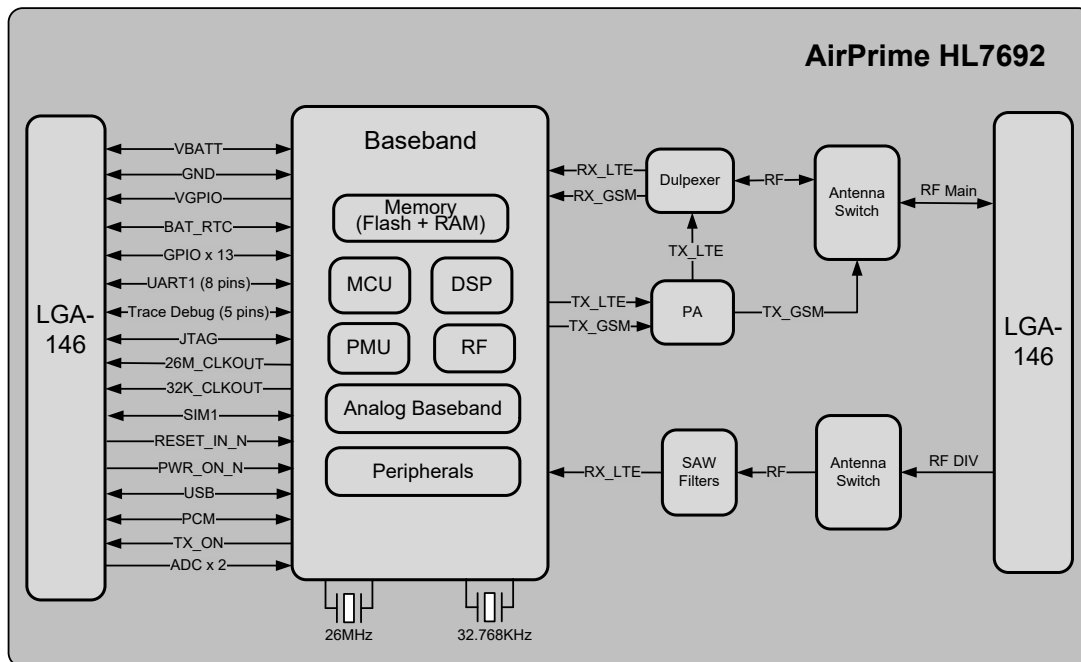 AirPrime HL7692
LGA-
146
VBATT
GND
VGPIO
BAT_RTC
GPIO x 13
UART1 (8 pins)
Trace Debug (5 pins)
JTAG
26M_CLKOUT
32K_CLKOUT
SIM1
RESET_IN_N
PWR_ON_N
USB
PCM
TX_ON
ADC x 2
Baseband
Memory
(Flash + RAM)
MCU
DSP
PMU
RF
Analog Baseband
Peripherals
26MHz
32.768KHz
RX_LTE
RX_GSM
Dulpexer
RF
Antenna
Switch
RF Main
TX_LTE
TX_LTE
TX_GSM
PA
TX_GSM
RX_LTE
SAW
Filters
RF
Antenna
Switch
RF DIV
LGA-
146